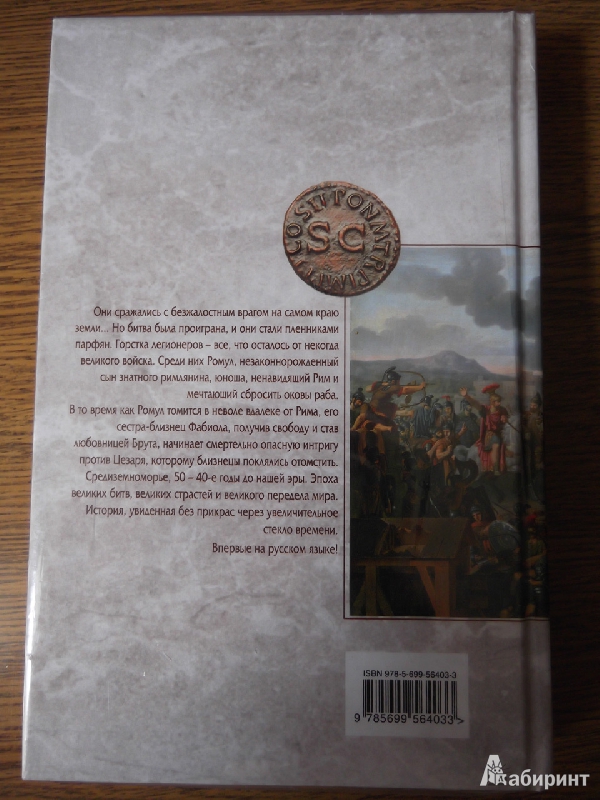 COSIITONMTRPIMITI
SC
Они сражались с безжалостным врагом на самом краю
земли... Но битва была проиграна, и они стали пленниками
парфян. Горстка легионеров – все, что осталось от некогда
великого войска. Среди них Ромул, незаконнорожденный
сын знатного римлянина, юноша, ненавидящий Рим и
мечтающий сбросить оковы раба.
В то время как Ромул томится в неволе вдалеке от Рима, его
сестра-близнец Фабиола, получив свободу и став
любовницей Брута, начинает смертельно опасную интригу
против Цезаря, которому близнецы поклялись отомстить.
Средиземноморье, 50 – 40-е годы до нашей эры. Эпоха
великих битв, великих страстей и великого передела мира.
История, увиденная без прикрас через увеличительное
стекло времени.
Впервые на русском языке!
ISBN 978-5-699-56403-3
9 785699 564033>
Лабиринт